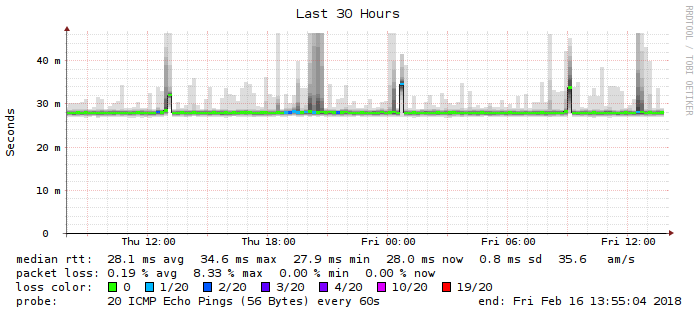 Last 30 Hours
RRDTOOL / TOBI OETIKER
Seconds
40 m
30 m
20 m
10 m
0
Thu 12:00 Thu 18:00 Fri 00:00 Fri 06:00 Fri 12:00
median rtt: 28.1 ms avg 34.6 ms max 27.9 ms min 28.0 ms now 0.8 ms sd 35.6 am/s
packet loss: 0.19 % avg 8.33 % max 0.00 % min 0.00 % now
loss color: 0 1/20 2/20 3/20 4/20 10/20 19/20
probe: 20 ICMP Echo Pings (56 Bytes) every 60s end: Fri Feb 16 13:55:04 2018